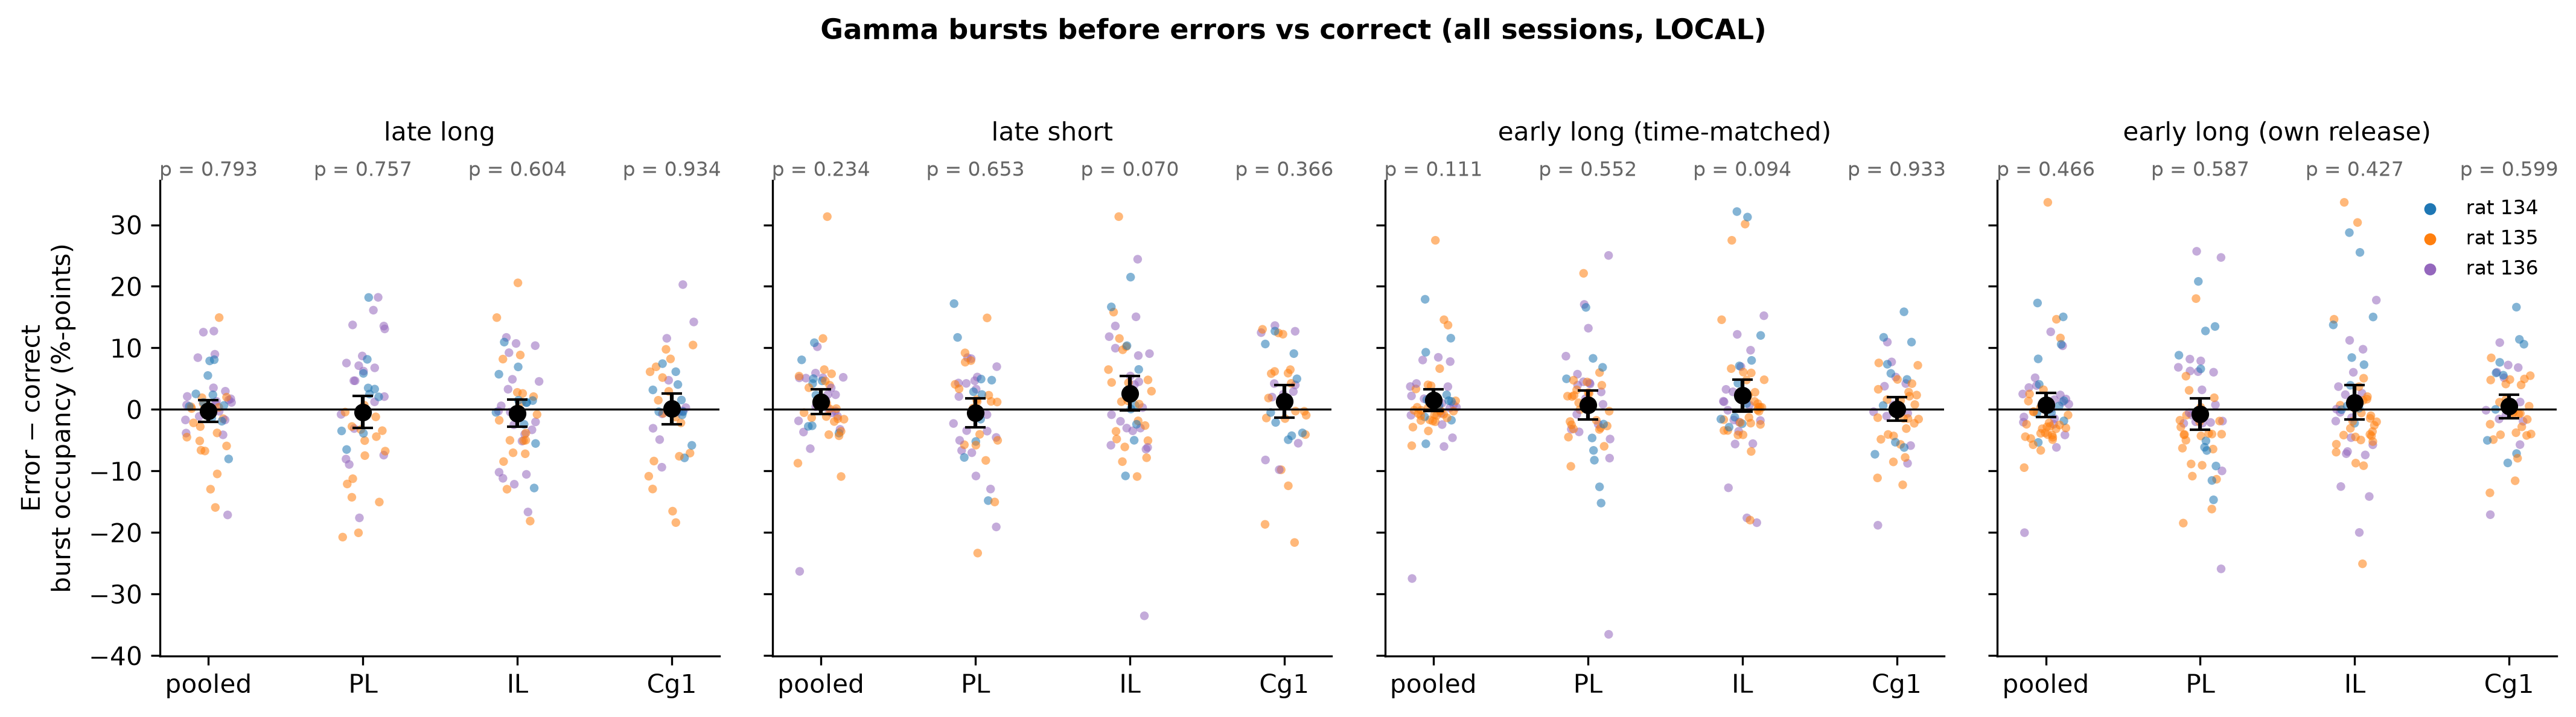 Gamma bursts before errors vs correct (all sessions, LOCAL)
late long
late short
early long (time-matched)
early long (own release)
p = 0.793
p = 0.757
p = 0.604
p = 0.934
p = 0.234
p = 0.653
p = 0.070
p = 0.366
p = 0.111
p = 0.552
p = 0.094
p = 0.933
p = 0.466
p = 0.587
p = 0.427
p = 0.599
rat 134
rat 135
rat 136
Error − correct
burst occupancy (%-points)
30
20
10
0
−10
−20
−30
−40
pooled
PL
IL
Cg1
pooled
PL
IL
Cg1
pooled
PL
IL
Cg1
pooled
PL
IL
Cg1